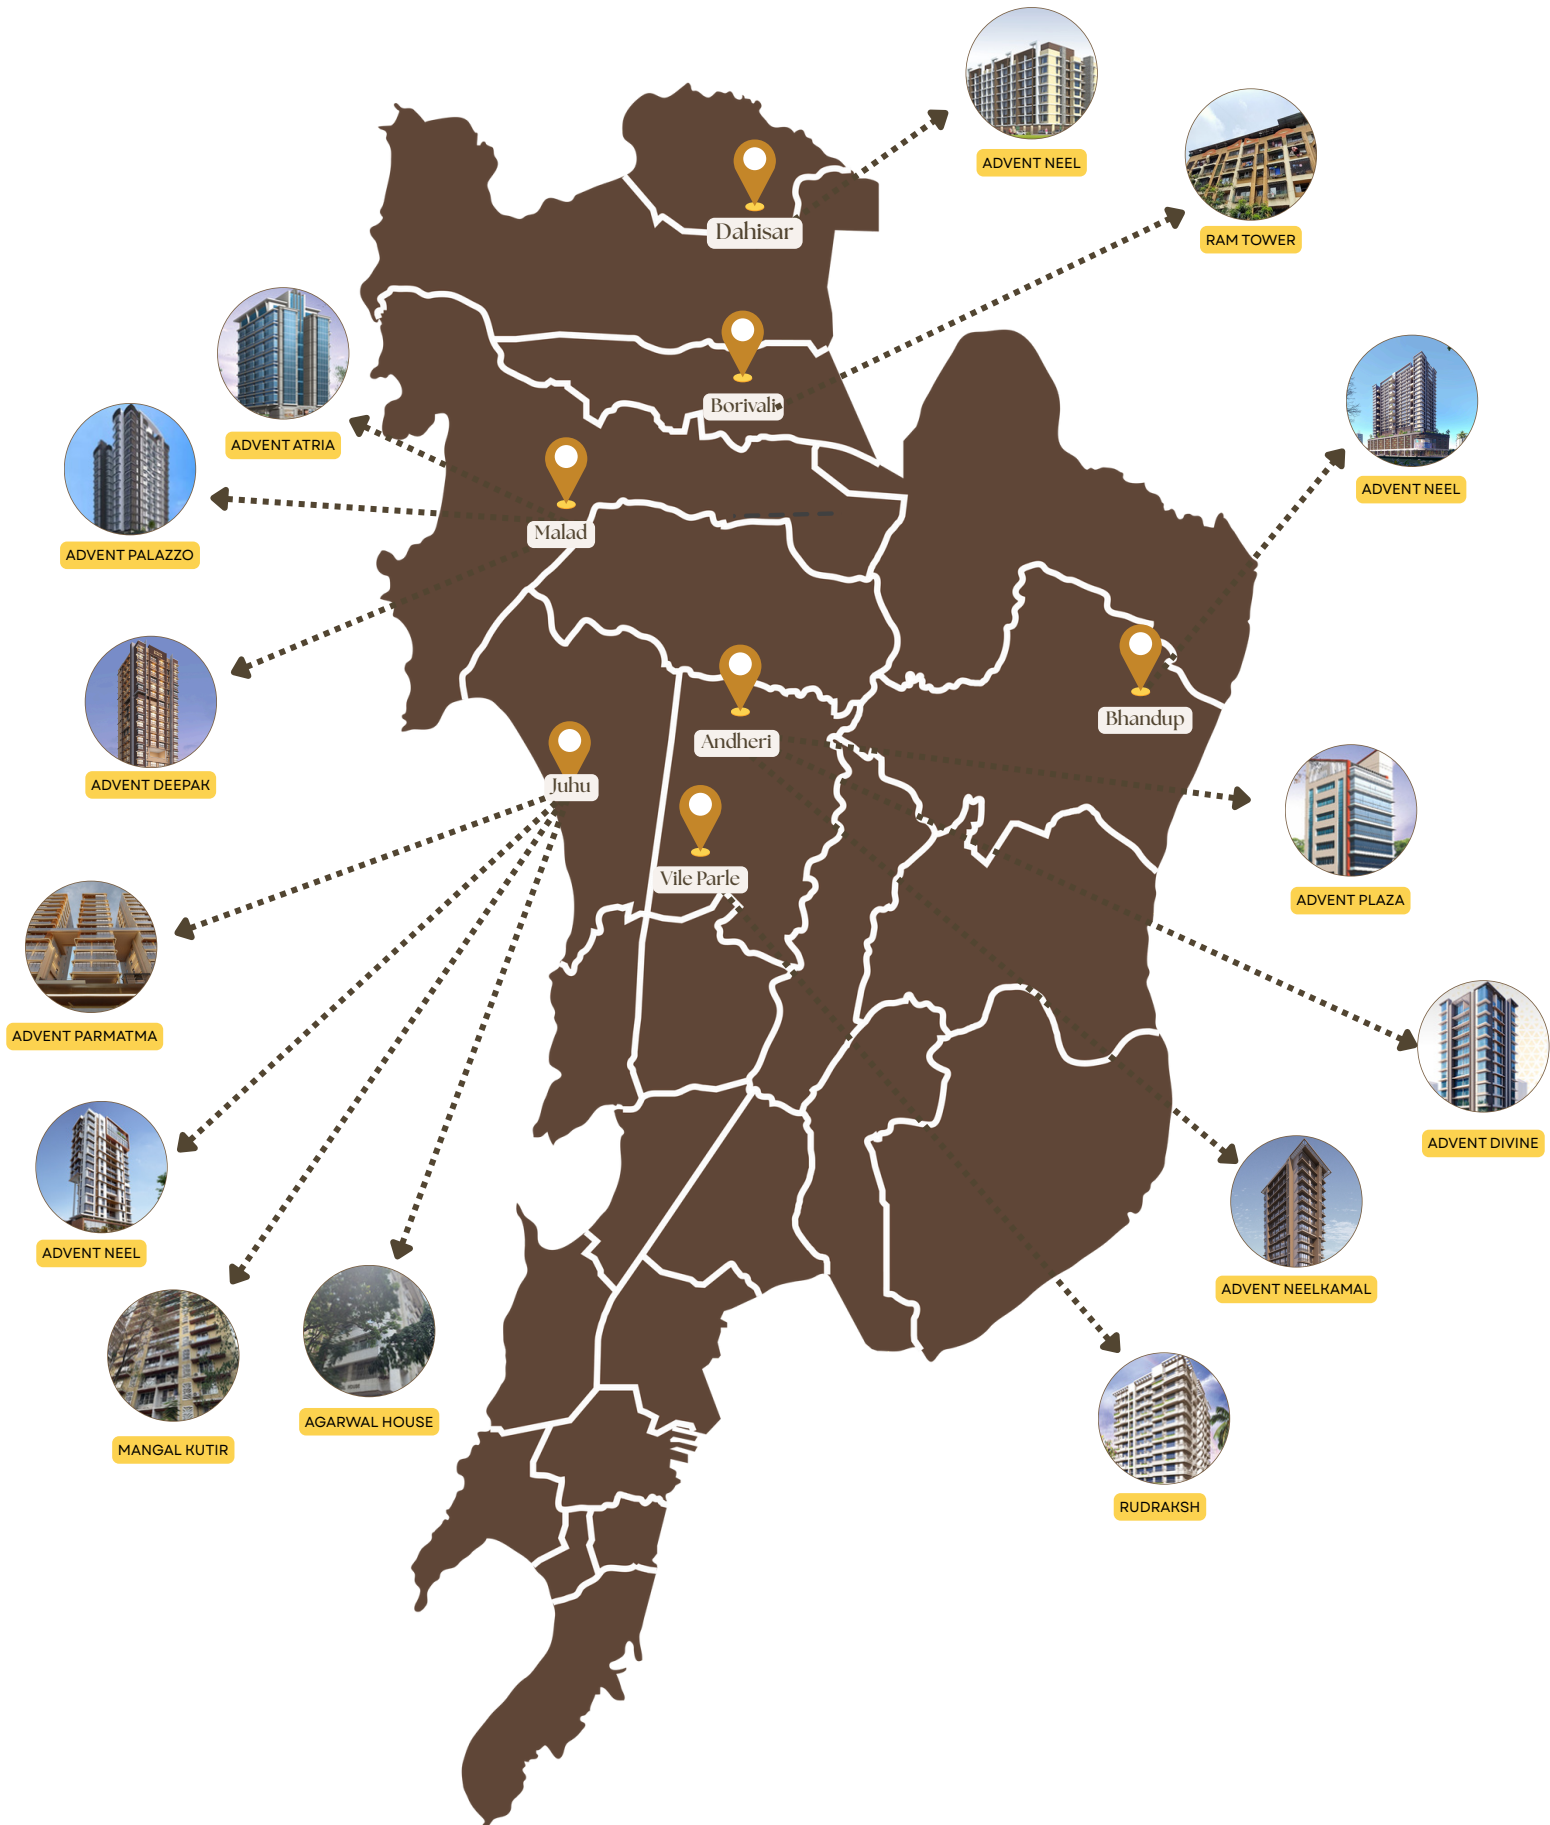 ADVENT NEEL
Dahisar
RAM TOWER
Borivali
ADVENT ATRIA
ADVENT NEEL
Malad
ADVENT PALAZZO
Bhandup
Andheri
ADVENT DEEPAK
Juhu
Vile Parle
ADVENT PLAZA
ADVENT PARMATMA
ADVENT DIVINE
ADVENT NEEL
ADVENT NEELKAMAL
AGARWAL HOUSE
MANGAL KUTIR
RUDRAKSH